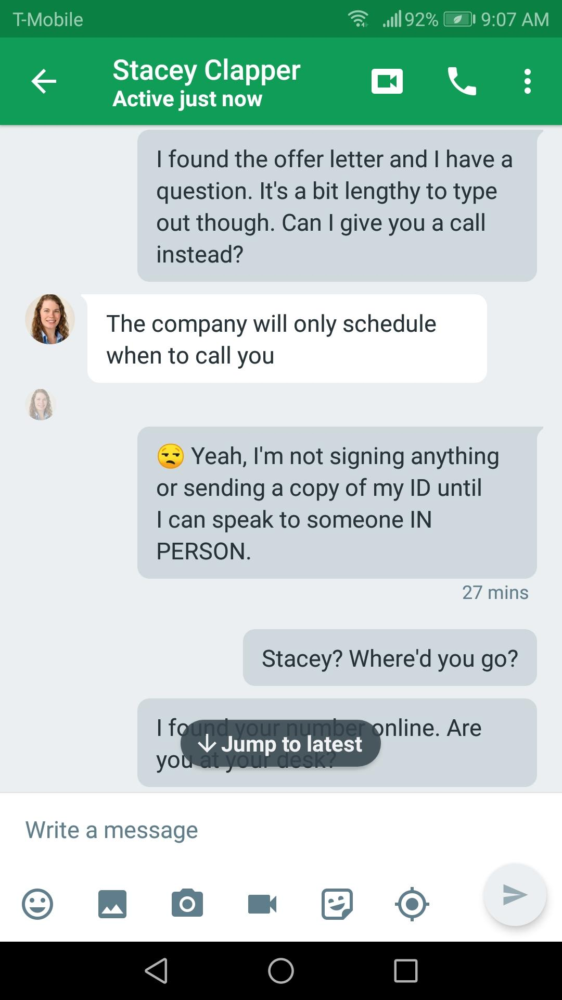 T-Mobile 92% 9:07 AM
Stacey Clapper
Active just now
I found the offer letter and I have a
question. It's a bit lengthy to type
out though. Can I give you a call
instead?
The company will only schedule
when to call you
😒 Yeah, I'm not signing anything
or sending a copy of my ID until
I can speak to someone IN
PERSON.
27 mins
Stacey? Where'd you go?
I found your number online. Are
you at your desk?
↓ Jump to latest
Write a message